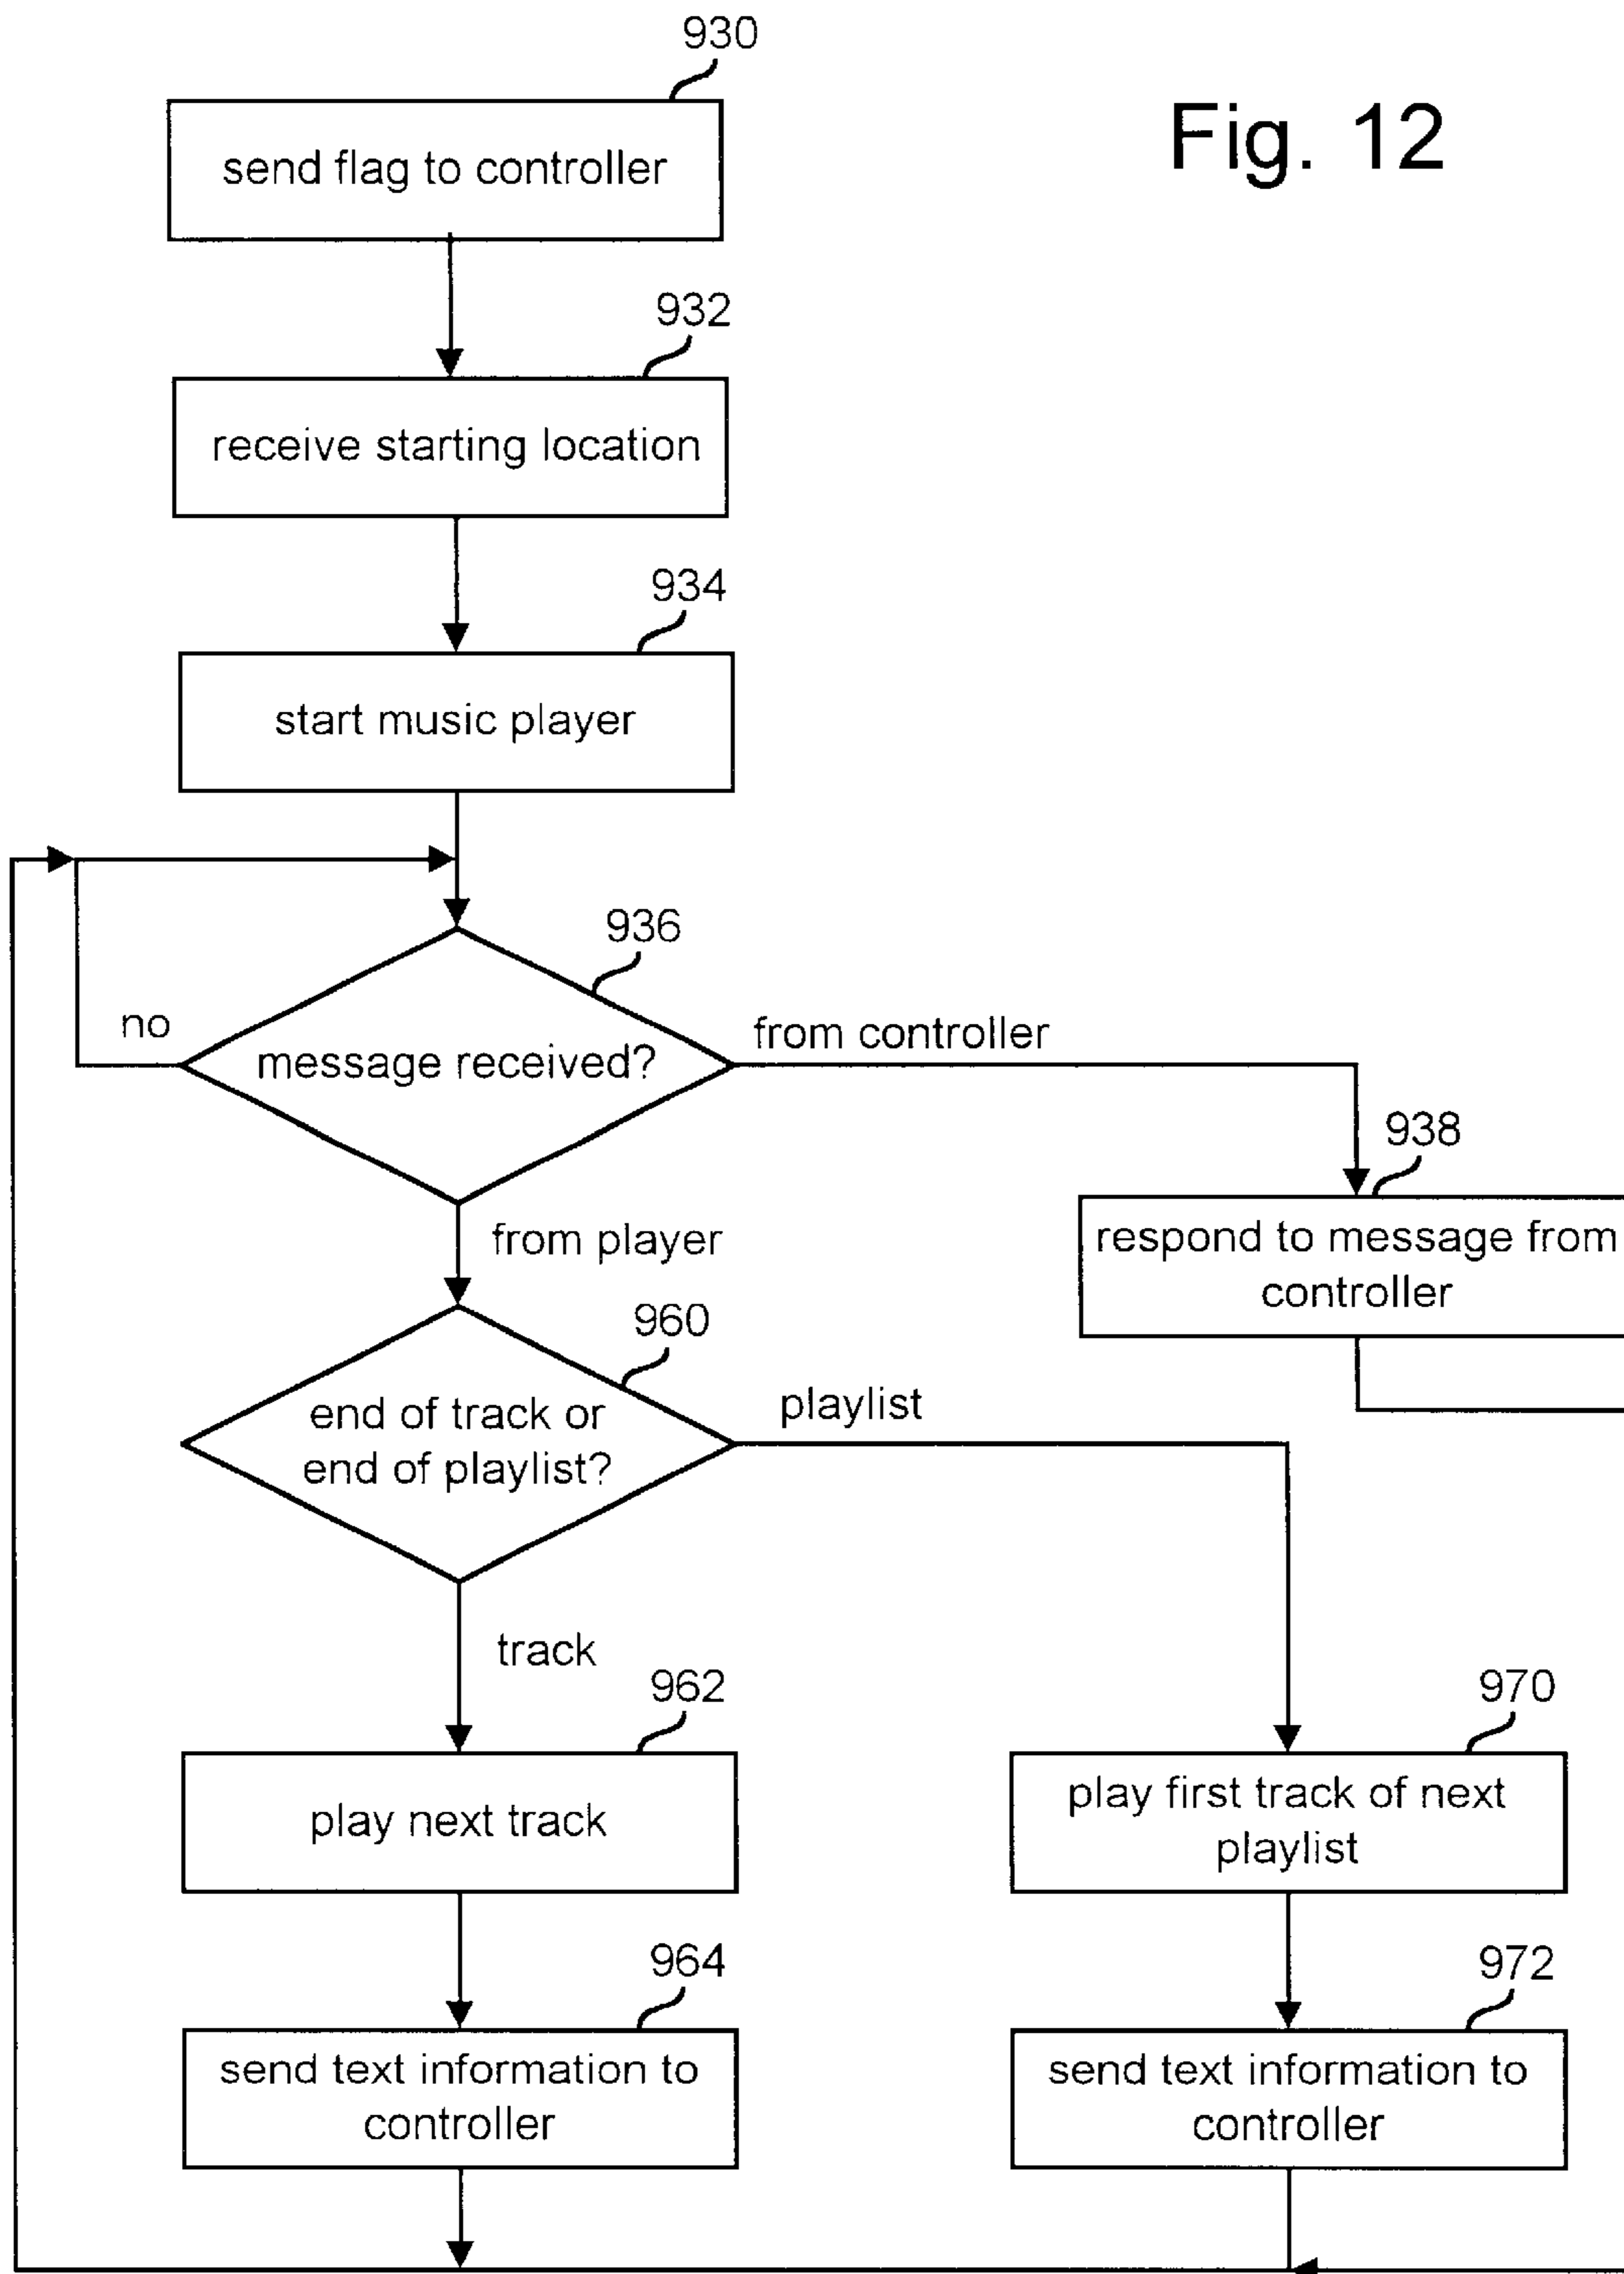 930
Fig. 12
send flag to controller
932
receive starting location
934
start music player
936
no
message received?
from controller
938
respond to message from
controller
from player
960
end of track or
end of playlist?
playlist
track
962
970
play next track
play first track of next
playlist
964
972
send text information to
controller
send text information to
controller